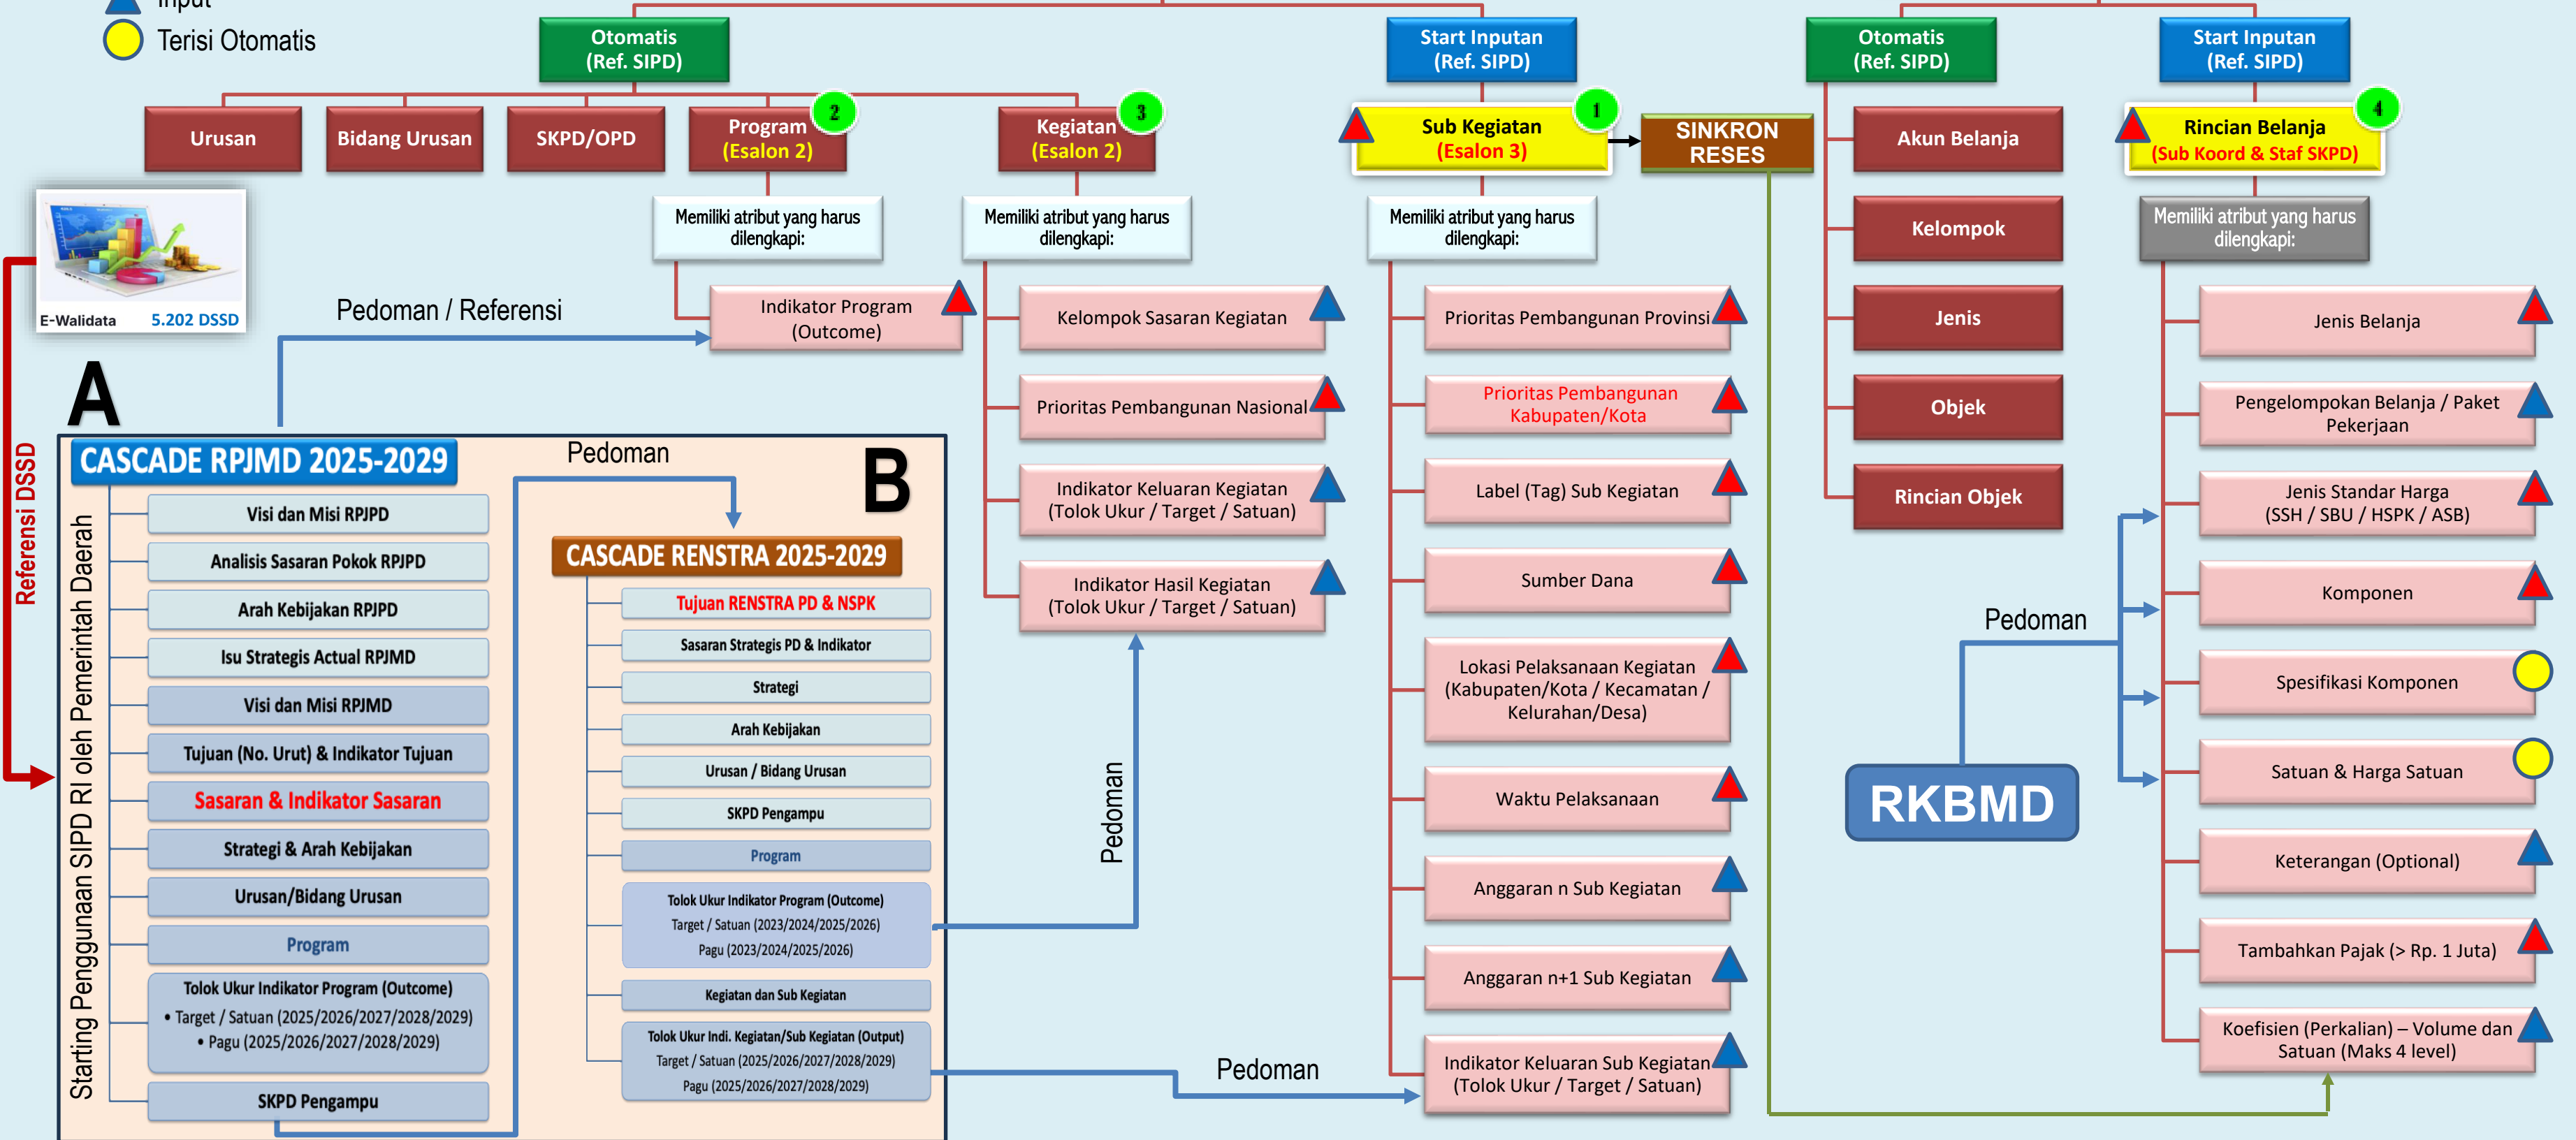 Input
Terisi Otomatis
Otomatis
(Ref. SIPD)
Start Inputan
(Ref. SIPD)
Otomatis
(Ref. SIPD)
Start Inputan
(Ref. SIPD)
Urusan
Bidang Urusan
SKPD/OPD
Program
(Esalon 2)
2
Kegiatan
(Esalon 2)
3
Sub Kegiatan
(Esalon 3)
1
SINKRON
RESES
Akun Belanja
Rincian Belanja
(Sub Koord & Staf SKPD)
4
Memiliki atribut yang harus
dilengkapi:
Memiliki atribut yang harus
dilengkapi:
Memiliki atribut yang harus
dilengkapi:
Memiliki atribut yang harus
dilengkapi:
E-Walidata
5.202 DSSD
Referensi DSSD
Pedoman / Referensi
Indikator Program
(Outcome)
Kelompok Sasaran Kegiatan
Prioritas Pembangunan Nasional
Indikator Keluaran Kegiatan
(Tolok Ukur / Target / Satuan)
Indikator Hasil Kegiatan
(Tolok Ukur / Target / Satuan)
Prioritas Pembangunan Provinsi
Prioritas Pembangunan
Kabupaten/Kota
Label (Tag) Sub Kegiatan
Sumber Dana
Lokasi Pelaksanaan Kegiatan
(Kabupaten/Kota / Kecamatan /
Kelurahan/Desa)
Waktu Pelaksanaan
Anggaran n Sub Kegiatan
Anggaran n+1 Sub Kegiatan
Indikator Keluaran Sub Kegiatan
(Tolok Ukur / Target / Satuan)
Kelompok
Jenis
Objek
Rincian Objek
Jenis Belanja
Pengelompokan Belanja / Paket
Pekerjaan
Jenis Standar Harga
(SSH / SBU / HSPK / ASB)
Komponen
Spesifikasi Komponen
Satuan & Harga Satuan
Keterangan (Optional)
Tambahkan Pajak (> Rp. 1 Juta)
Koefisien (Perkalian) – Volume dan
Satuan (Maks 4 level)
Pedoman
RKBMD
A
CASCADE RPJMD 2025-2029
Starting Penggunaan SIPD RI oleh Pemerintah Daerah
Visi dan Misi RPJPD
Analisis Sasaran Pokok RPJPD
Arah Kebijakan RPJPD
Isu Strategis Actual RPJMD
Visi dan Misi RPJMD
Tujuan (No. Urut) & Indikator Tujuan
Sasaran & Indikator Sasaran
Strategi & Arah Kebijakan
Urusan/Bidang Urusan
Program
Tolok Ukur Indikator Program (Outcome)
• Target / Satuan (2025/2026/2027/2028/2029)
• Pagu (2025/2026/2027/2028/2029)
SKPD Pengampu
Pedoman
B
CASCADE RENSTRA 2025-2029
Tujuan RENSTRA PD & NSPK
Sasaran Strategis PD & Indikator
Strategi
Arah Kebijakan
Urusan / Bidang Urusan
SKPD Pengampu
Program
Tolok Ukur Indikator Program (Outcome)
Target / Satuan (2023/2024/2025/2026)
Pagu (2023/2024/2025/2026)
Kegiatan dan Sub Kegiatan
Tolok Ukur Indi. Kegiatan/Sub Kegiatan (Output)
Target / Satuan (2025/2026/2027/2028/2029)
Pagu (2025/2026/2027/2028/2029)
Pedoman
Pedoman